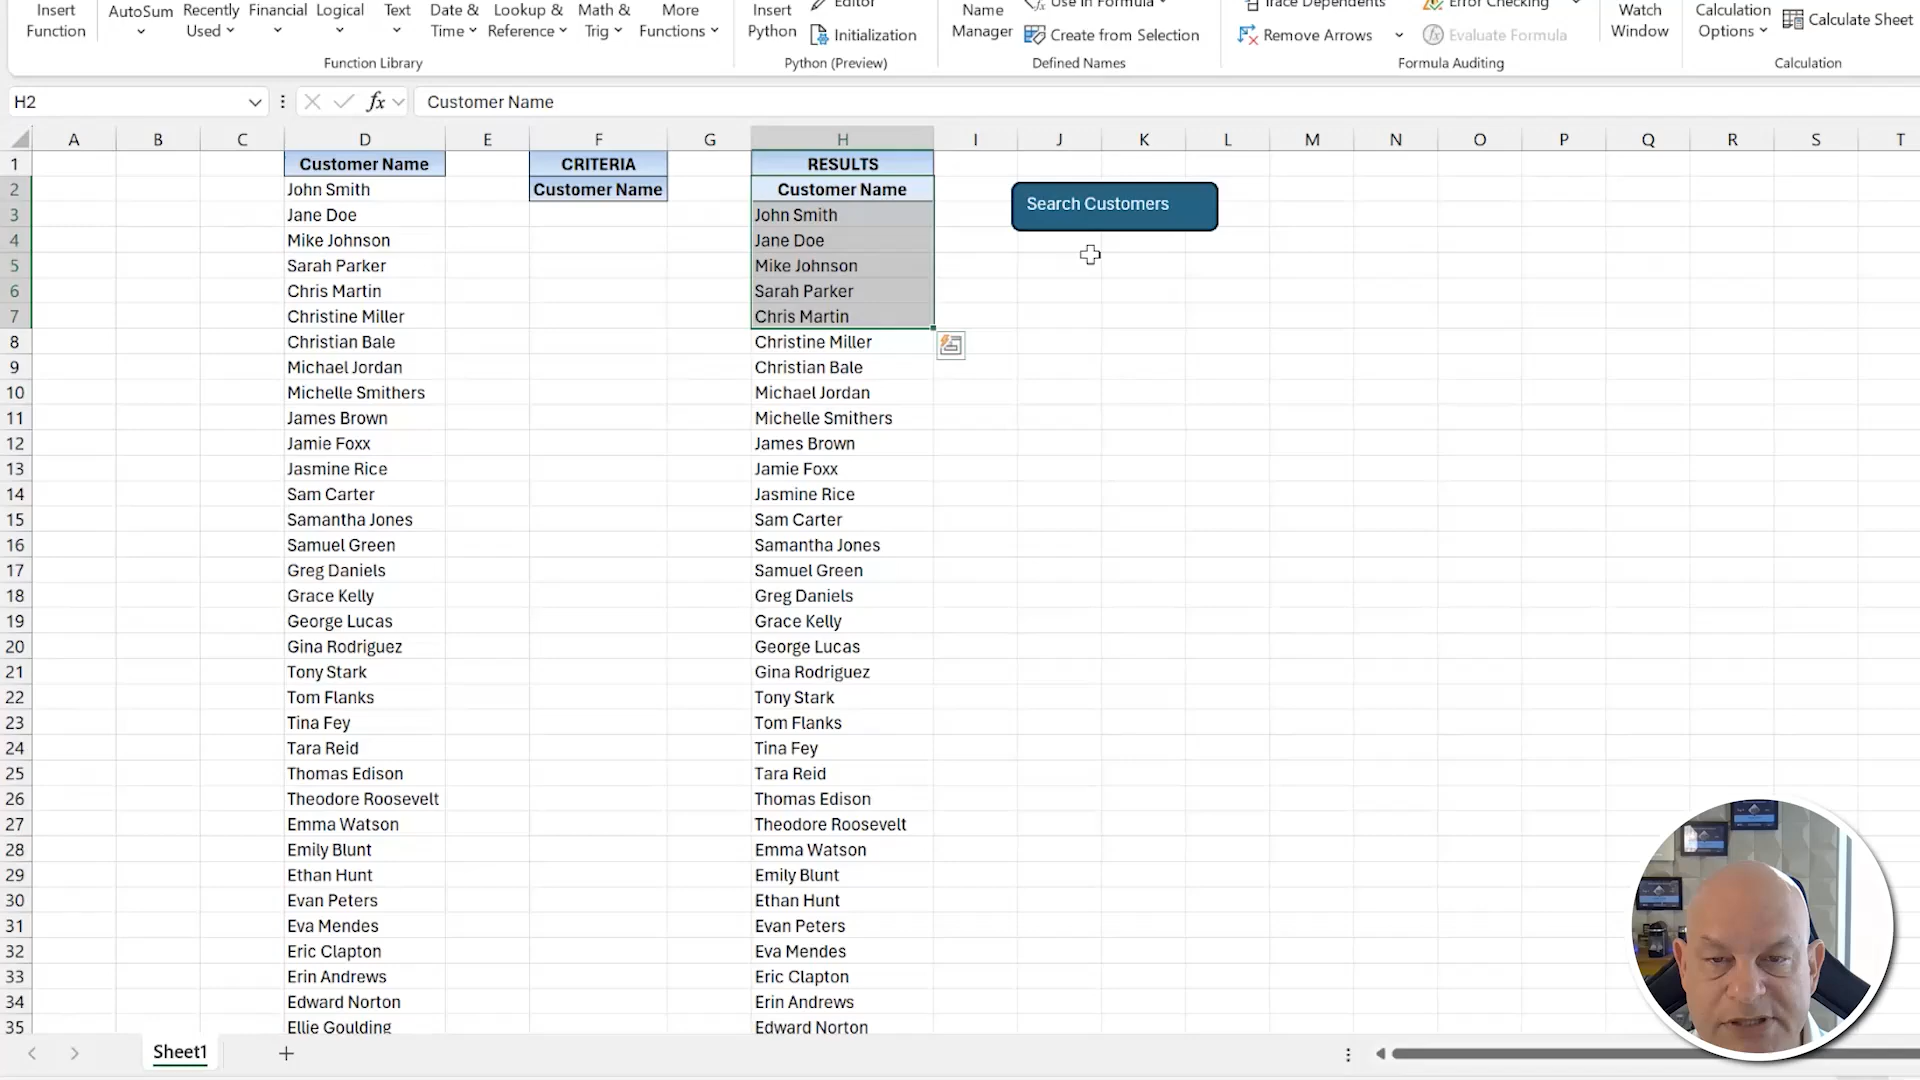 Insert Function
AutoSum
Recently Used
Financial
Logical
Text
Date & Time
Lookup & Reference
Math & Trig
More Functions
Function Library
Insert Python
Editor
Initialization
Python (Preview)
Name Manager
Use in Formula
Create from Selection
Defined Names
Trace Dependents
Remove Arrows
Error Checking
Evaluate Formula
Formula Auditing
Watch Window
Calculation Options
Calculate Sheet
Calculation
H2
fx
Customer Name
A B C D E F G H I J K L M N O P Q R S T
1 Customer Name CRITERIA RESULTS
2 John Smith Customer Name Customer Name
Search Customers
3 Jane Doe John Smith
4 Mike Johnson Jane Doe
5 Sarah Parker Mike Johnson
6 Chris Martin Sarah Parker
7 Christine Miller Chris Martin
8 Christian Bale Christine Miller
9 Michael Jordan Christian Bale
10 Michelle Smithers Michael Jordan
11 James Brown Michelle Smithers
12 Jamie Foxx James Brown
13 Jasmine Rice Jamie Foxx
14 Sam Carter Jasmine Rice
15 Samantha Jones Sam Carter
16 Samuel Green Samantha Jones
17 Greg Daniels Samuel Green
18 Grace Kelly Greg Daniels
19 George Lucas Grace Kelly
20 Gina Rodriguez George Lucas
21 Tony Stark Gina Rodriguez
22 Tom Flanks Tony Stark
23 Tina Fey Tom Flanks
24 Tara Reid Tina Fey
25 Thomas Edison Tara Reid
26 Theodore Roosevelt Thomas Edison
27 Emma Watson Theodore Roosevelt
28 Emily Blunt Emma Watson
29 Ethan Hunt Emily Blunt
30 Evan Peters Ethan Hunt
31 Eva Mendes Evan Peters
32 Eric Clapton Eva Mendes
33 Erin Andrews Eric Clapton
34 Edward Norton Erin Andrews
35 Ellie Goulding Edward Norton
Sheet1